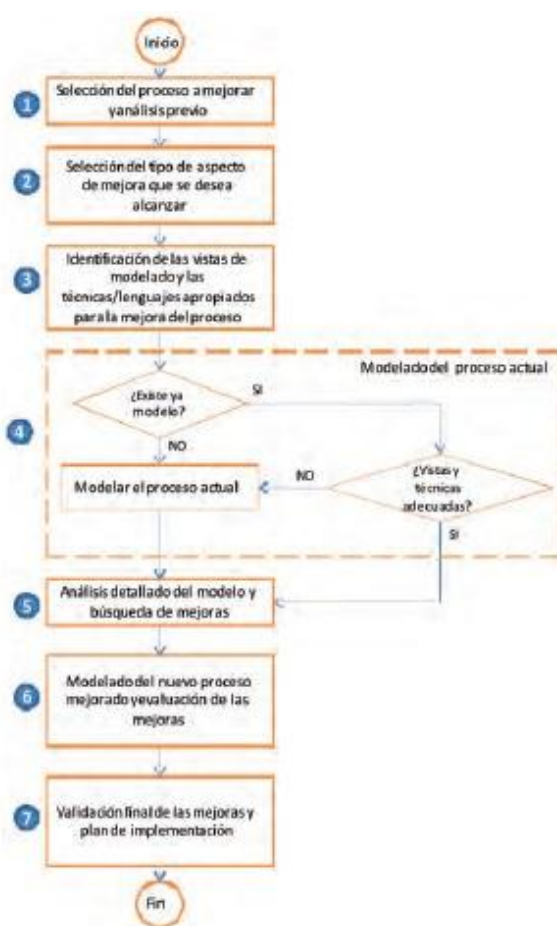 Inicio
1
Selección del proceso a mejorar
y análisis previo
2
Selección del tipo de aspecto
de mejora que se desea
alcanzar
3
Identificación de las vistas de
modelado y las
técnicas/lenguajes apropiados
para la mejora del proceso
Modelado del proceso actual
4
¿Existe ya
modelo?
SI
NO
Modelar el proceso actual
NO
¿Vistas y
técnicas
adecuadas?
SI
5
Análisis detallado del modelo y
búsqueda de mejoras
6
Modelado del nuevo proceso
mejorado y evaluación de las
mejoras
7
Validación final de las mejoras y
plan de implementación
Fin